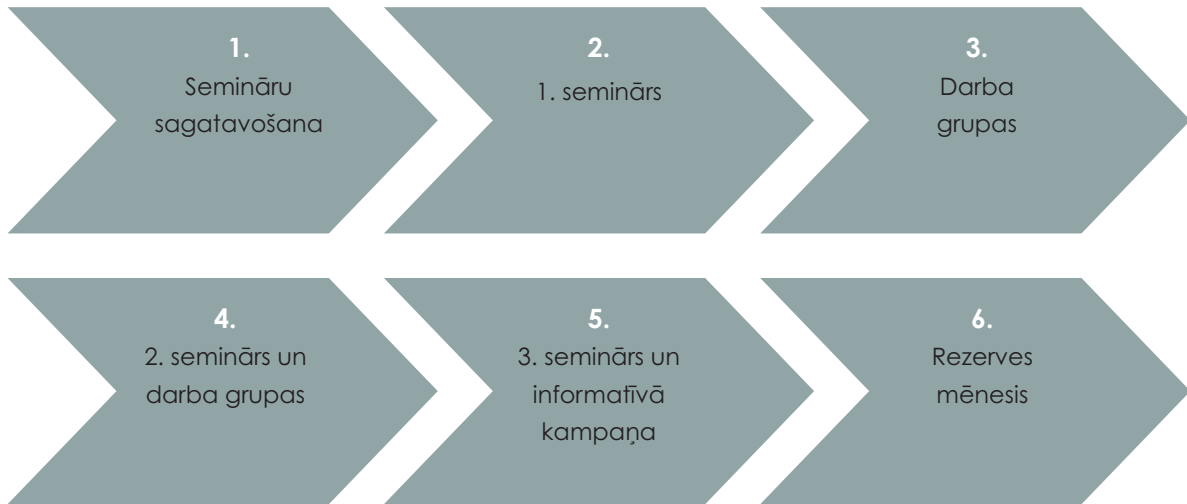 1.
Semināru
sagatavošana
2.
1. seminārs
3.
Darba
grupas
4.
2. seminārs un
darba grupas
5.
3. seminārs un
informatīvā
kampaņa
6.
Rezerves
mēnesis